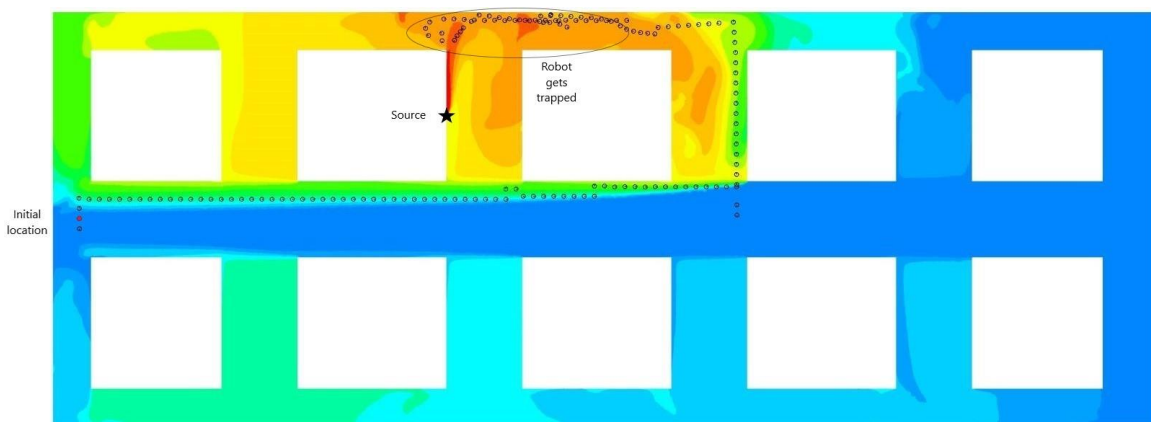 Robot
gets
trapped
Source
Initial
location